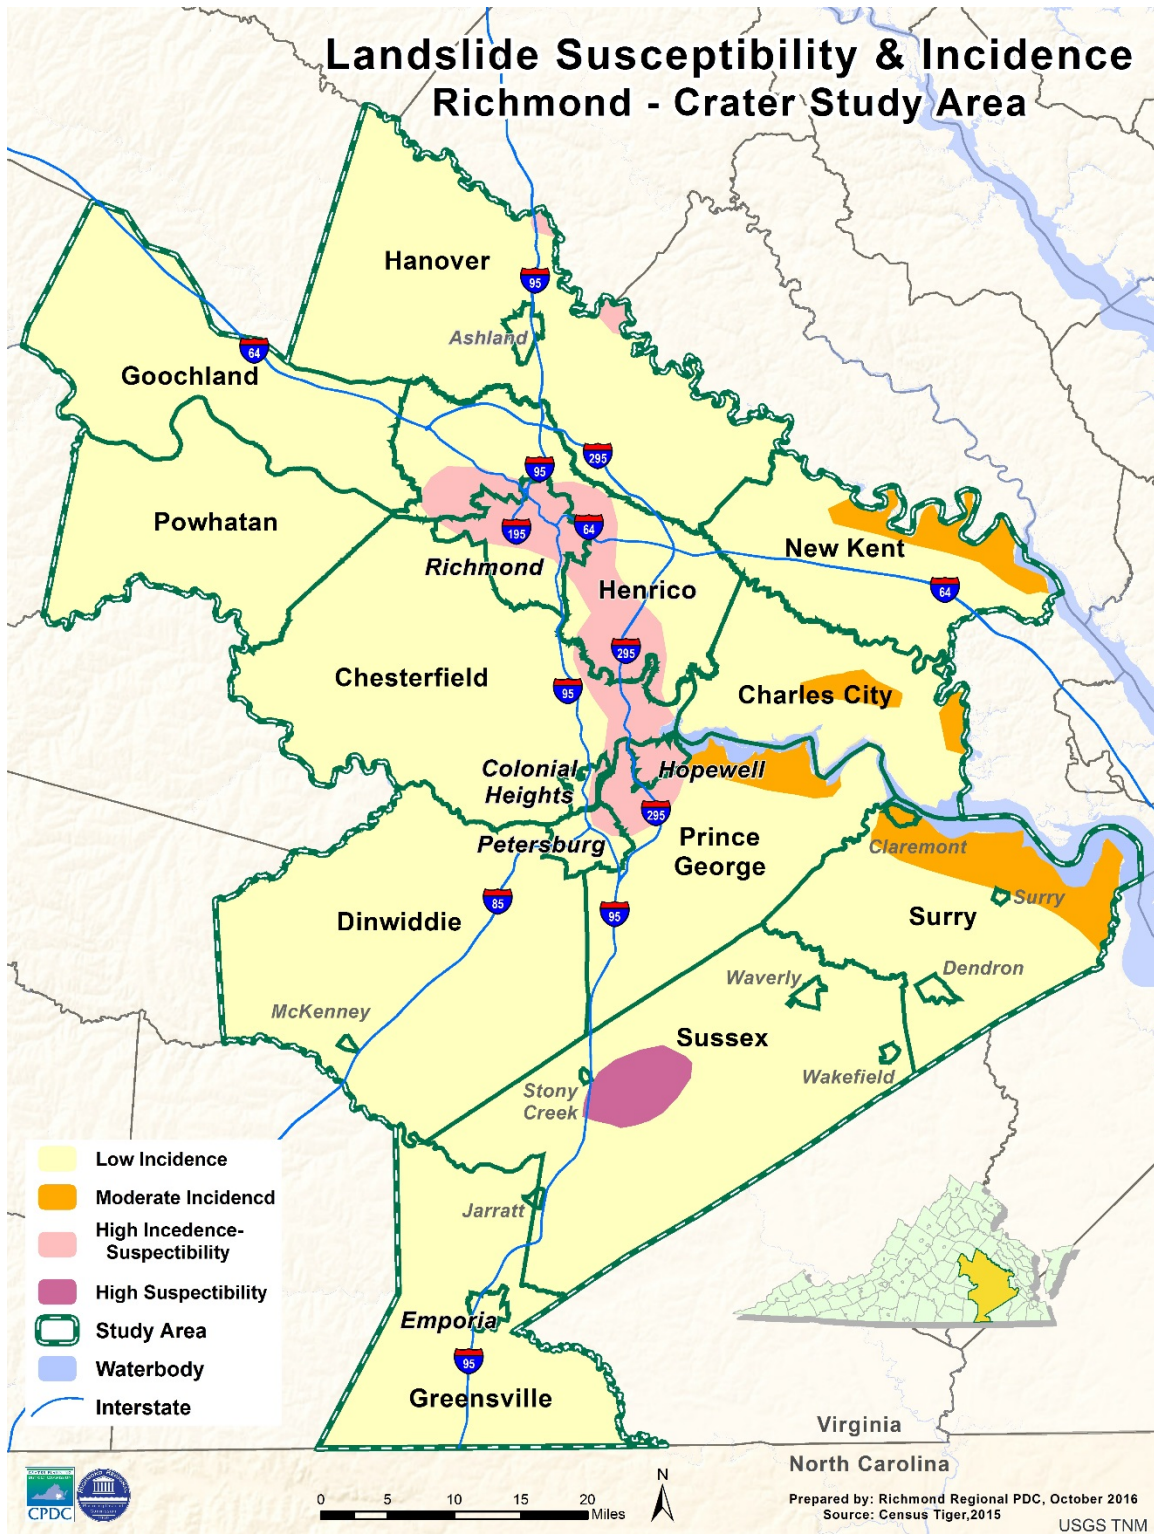 Landslide Susceptibility & Incidence
Richmond - Crater Study Area
Hanover
95
Ashland
64
Goochland
295
95
Powhatan
195
64
New Kent
Richmond
Henrico
64
295
Chesterfield
95
Charles City
Colonial
Heights
Hopewell
295
Prince
George
Petersburg
Claremont
85
Dinwiddie
95
Surry
Surry
Waverly
Dendron
McKenney
Sussex
Wakefield
Stony
Creek
Jarratt
Emporia
95
Greensville
Low Incidence
Moderate Incidencd
High Incedence-
Suspectibility
High Suspectibility
Study Area
Waterbody
Interstate
Virginia
North Carolina
CPDC
0 5 10 15 20
Miles
N
Prepared by: Richmond Regional PDC, October 2016
Source: Census Tiger,2015
USGS TNM